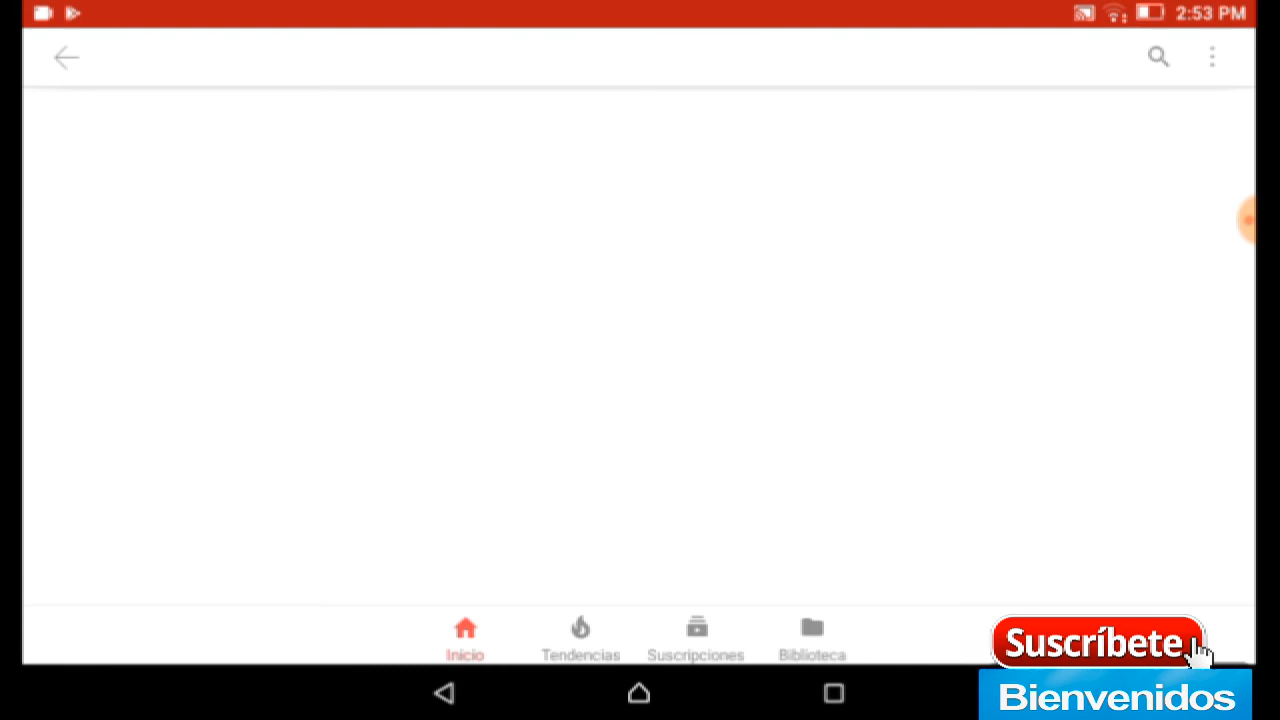 2:53 PM
Inicio
Tendencias
Suscripciones
Biblioteca
Suscríbete
Bienvenidos